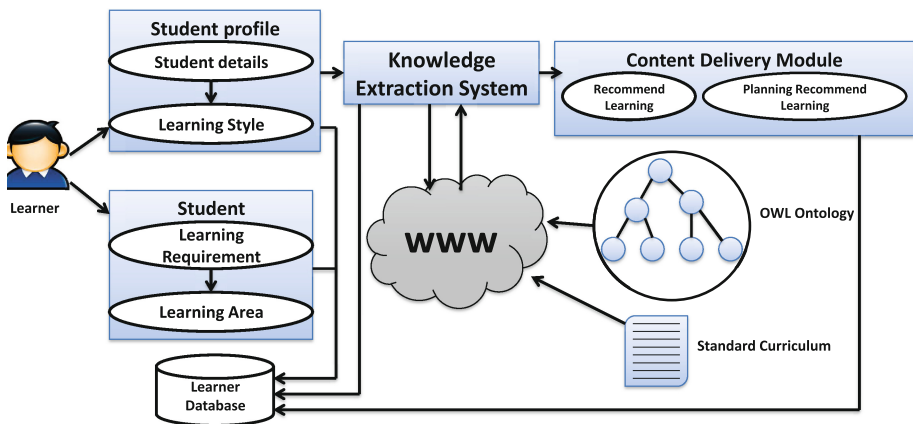 Student profile
Student details
Learning Style
Learner
Student
Learning
Requirement
Learning Area
Learner
Database
Knowledge
Extraction System
WWW
Content Delivery Module
Recommend
Learning
Planning Recommend
Learning
OWL Ontology
Standard Curriculum